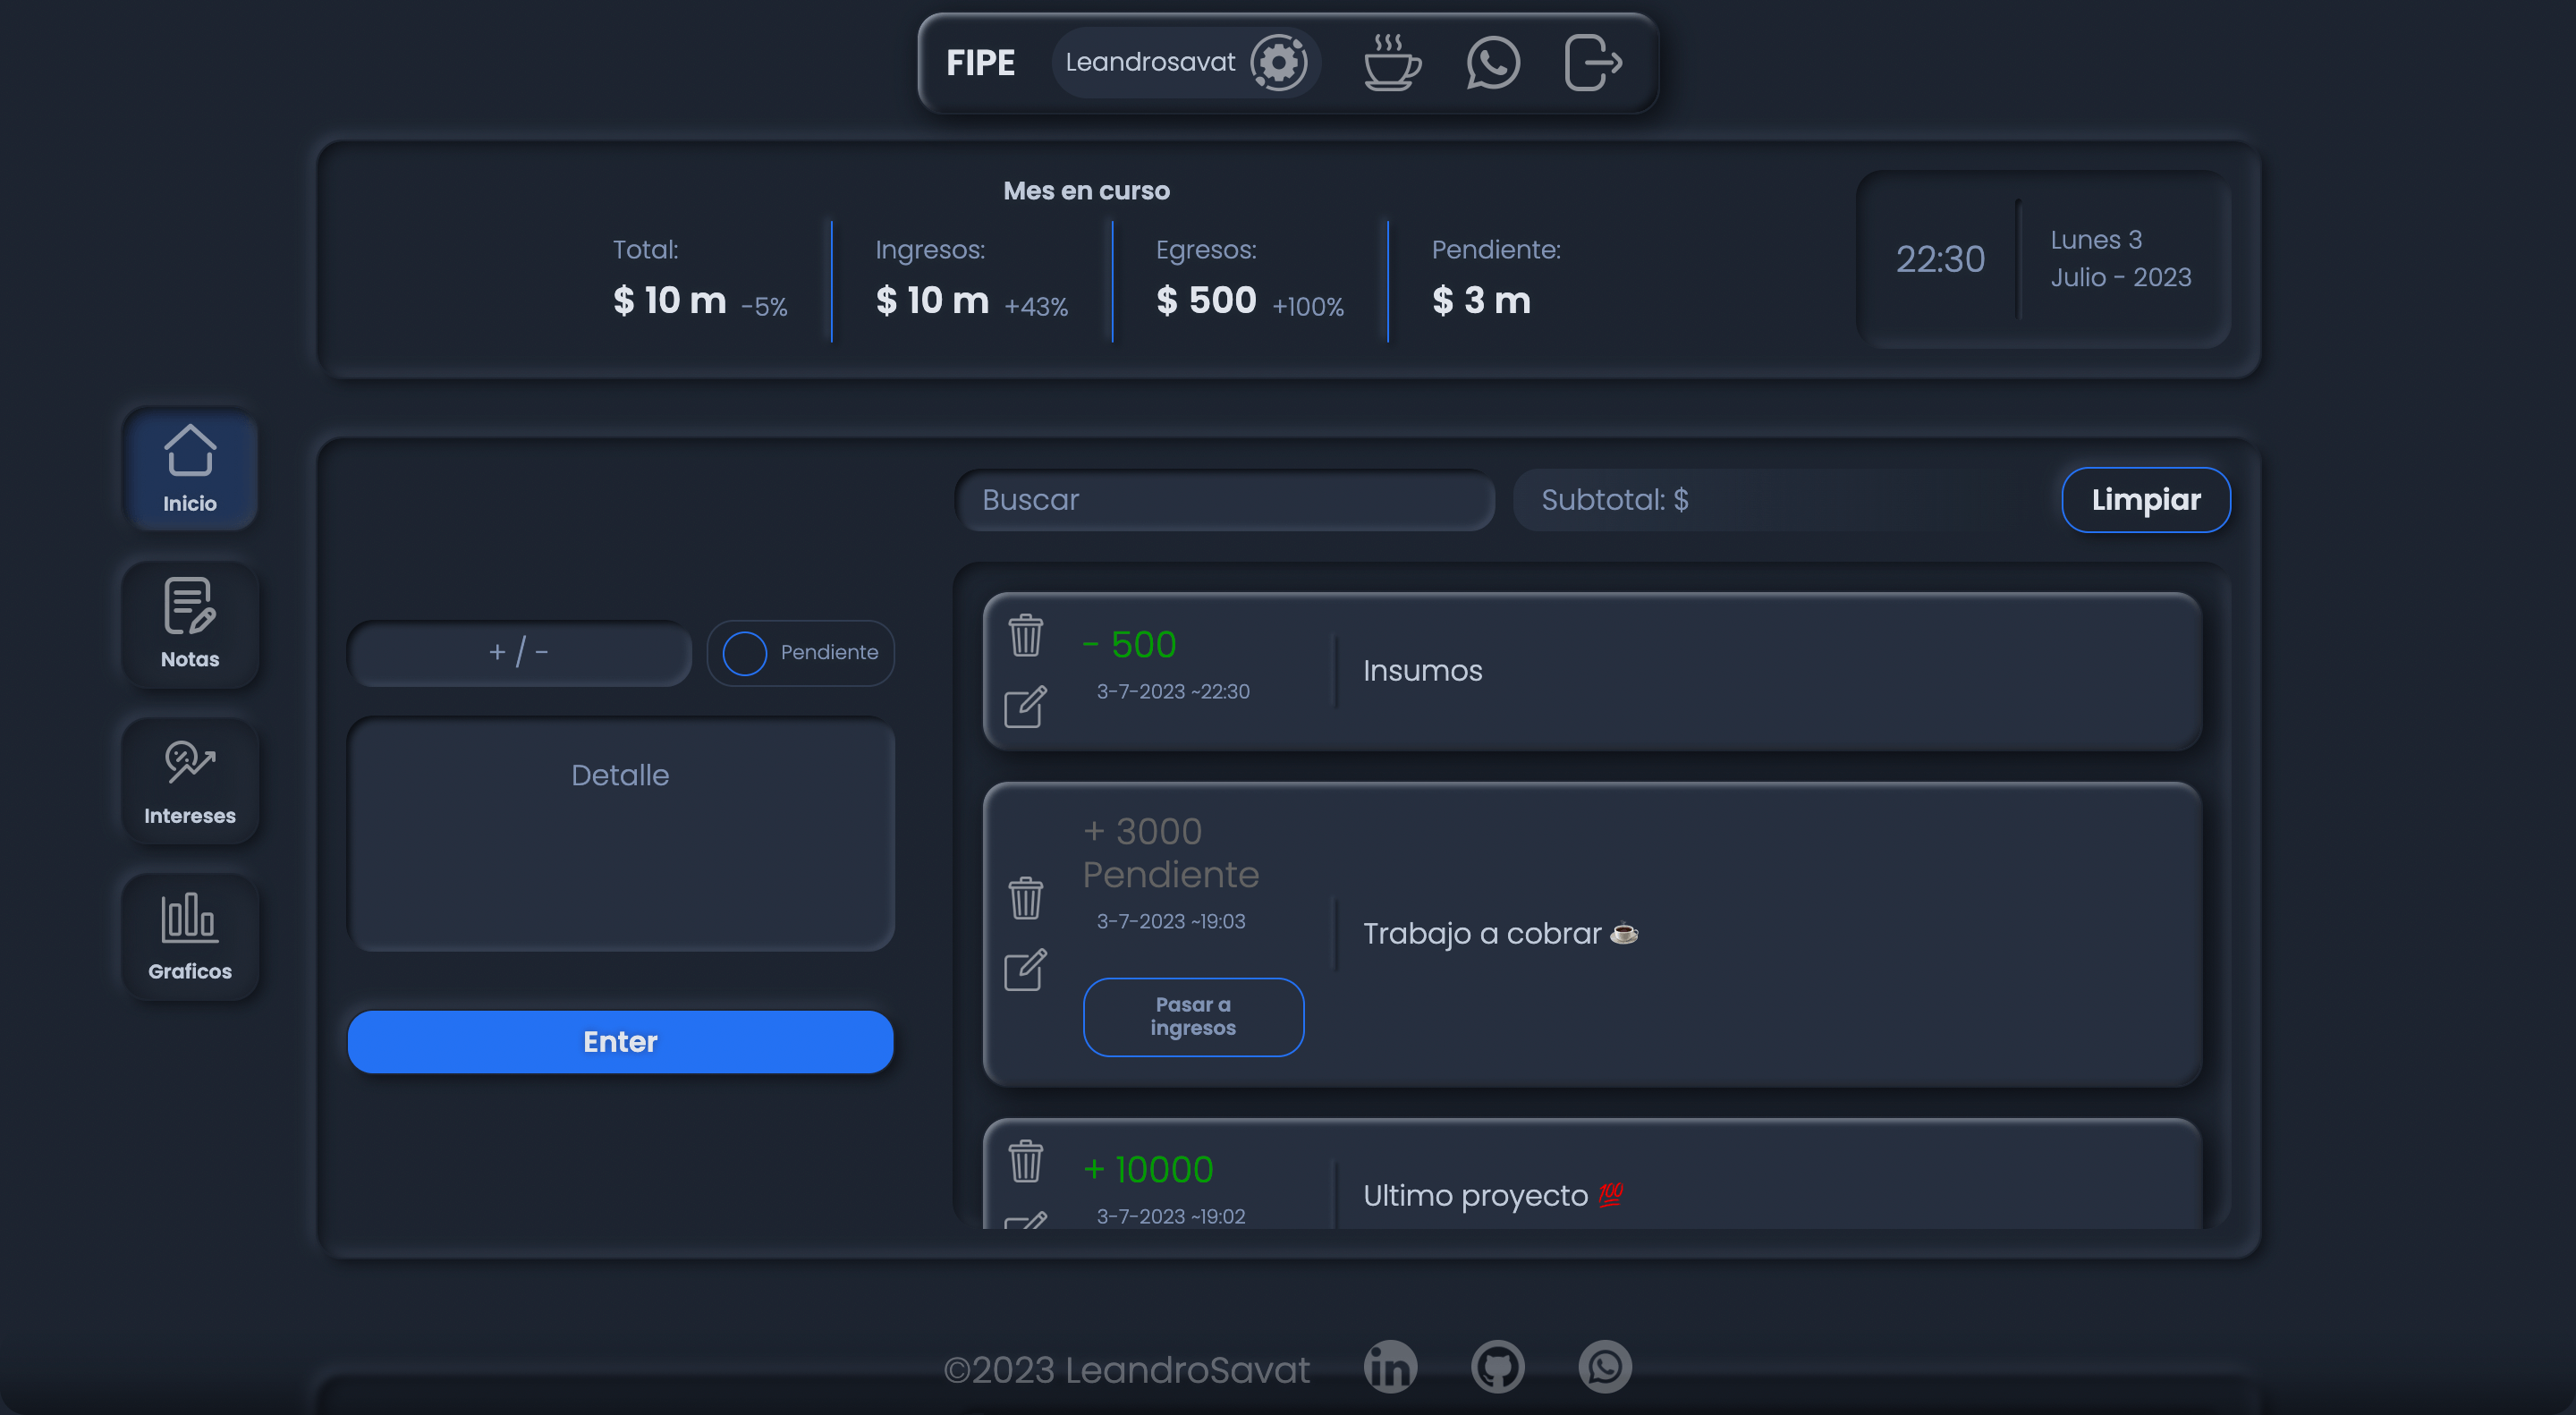 FIPE
Leandrosavat
Mes en curso
Total:
$ 10 m -5%
Ingresos:
$ 10 m +43%
Egresos:
$ 500 +100%
Pendiente:
$ 3 m
22:30
Lunes 3
Julio - 2023
Inicio
Notas
Intereses
Graficos
+ / -
Pendiente
Detalle
Enter
Buscar
Subtotal: $
Limpiar
- 500
3-7-2023 ~22:30
Insumos
+ 3000
Pendiente
3-7-2023 ~19:03
Pasar a
ingresos
Trabajo a cobrar ☕
+ 10000
3-7-2023 ~19:02
Ultimo proyecto 💯
©2023 LeandroSavat